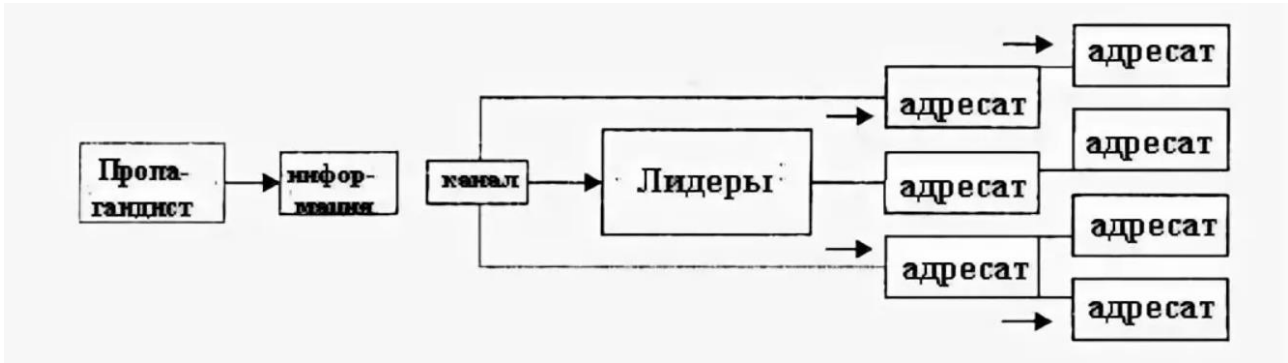 Пропа-
гандист
инфор-
мация
канал
Лидеры
адресат
адресат
адресат
адресат
адресат
адресат
адресат